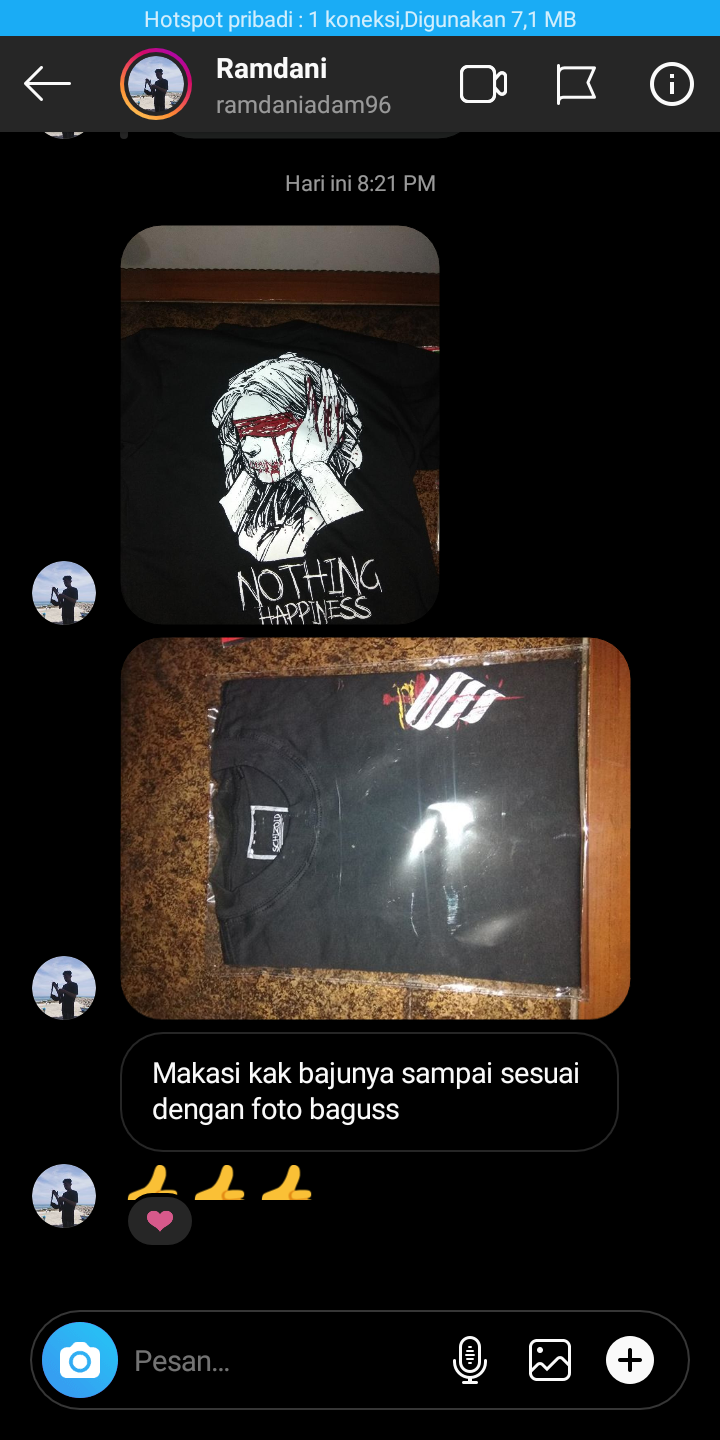 Hotspot pribadi : 1 koneksi,Digunakan 7,1 MB
Ramdani
ramdaniadam96
Hari ini 8:21 PM
NOTHING
HAPPINESS
SCHIZOID
Makasi kak bajunya sampai sesuai
dengan foto baguss
Pesan...